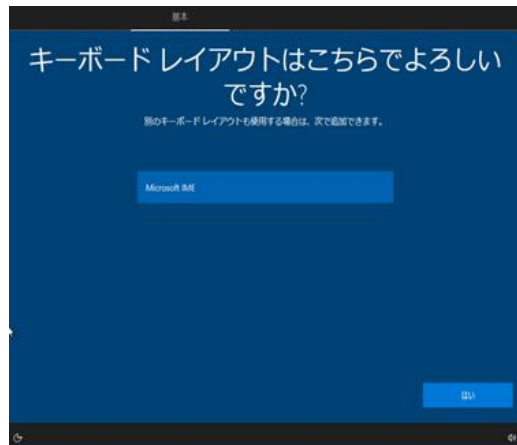 基本
キーボード レイアウトはこちらでよろしい
ですか?
別のキーボード レイアウトも使用する場合は、次で追加できます。
Microsoft IME
はい